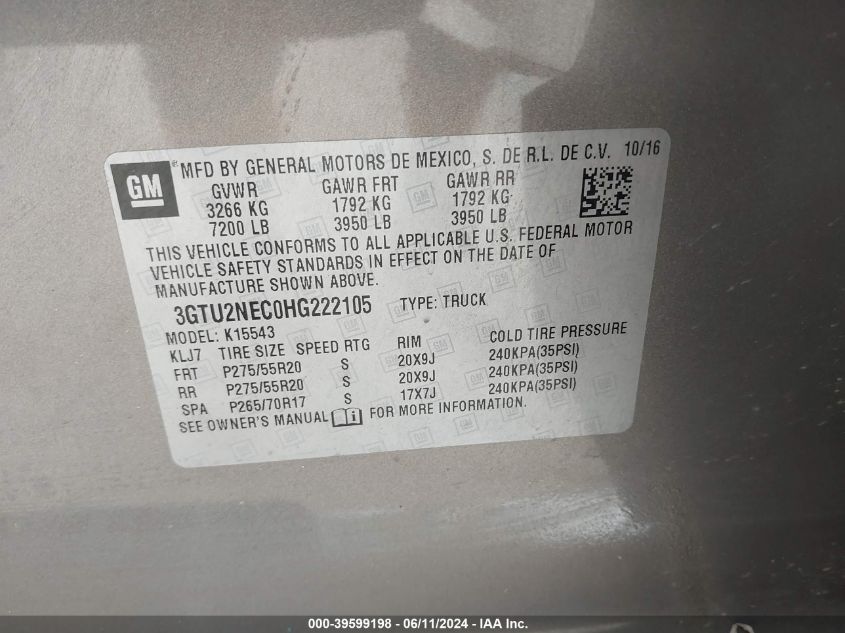 GM
® MFD BY GENERAL MOTORS DE MEXICO, S. DE R.L. DE C.V. 10/16
GVWR GAWR FRT GAWR RR
3266 KG 1792 KG 1792 KG
7200 LB 3950 LB 3950 LB
THIS VEHICLE CONFORMS TO ALL APPLICABLE U.S. FEDERAL MOTOR
VEHICLE SAFETY STANDARDS IN EFFECT ON THE DATE OF
MANUFACTURE SHOWN ABOVE.
3GTU2NEC0HG222105 TYPE: TRUCK
MODEL: K15543
KLJ7 TIRE SIZE SPEED RTG RIM COLD TIRE PRESSURE
FRT P275/55R20 S 20X9J 240KPA(35PSI)
RR P275/55R20 S 20X9J 240KPA(35PSI)
SPA P265/70R17 S 17X7J 240KPA(35PSI)
SEE OWNER'S MANUAL FOR MORE INFORMATION.
000-39599198 - 06/11/2024 - IAA Inc.